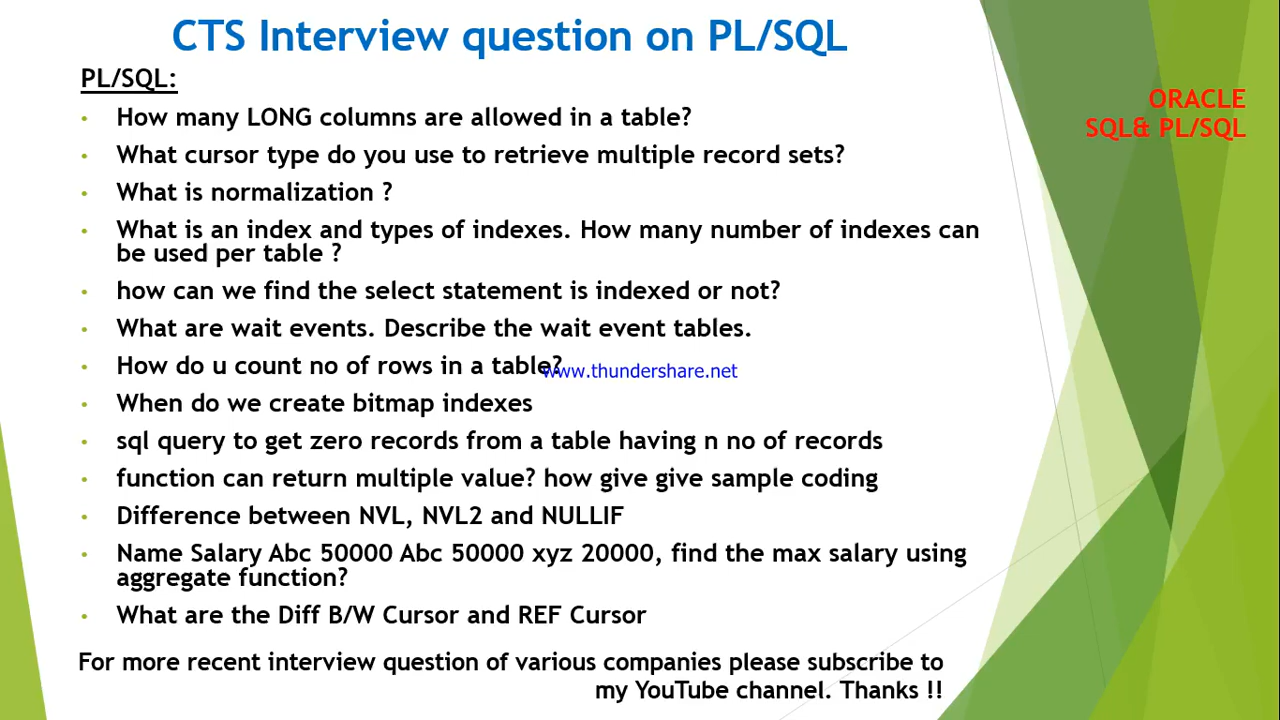 CTS Interview question on PL/SQL
PL/SQL:
ORACLE
SQL& PL/SQL
• How many LONG columns are allowed in a table?
• What cursor type do you use to retrieve multiple record sets?
• What is normalization ?
• What is an index and types of indexes. How many number of indexes can
be used per table ?
• how can we find the select statement is indexed or not?
• What are wait events. Describe the wait event tables.
• How do u count no of rows in a table?
www.thundershare.net
• When do we create bitmap indexes
• sql query to get zero records from a table having n no of records
• function can return multiple value? how give give sample coding
• Difference between NVL, NVL2 and NULLIF
• Name Salary Abc 50000 Abc 50000 xyz 20000, find the max salary using
aggregate function?
• What are the Diff B/W Cursor and REF Cursor
For more recent interview question of various companies please subscribe to
my YouTube channel. Thanks !!